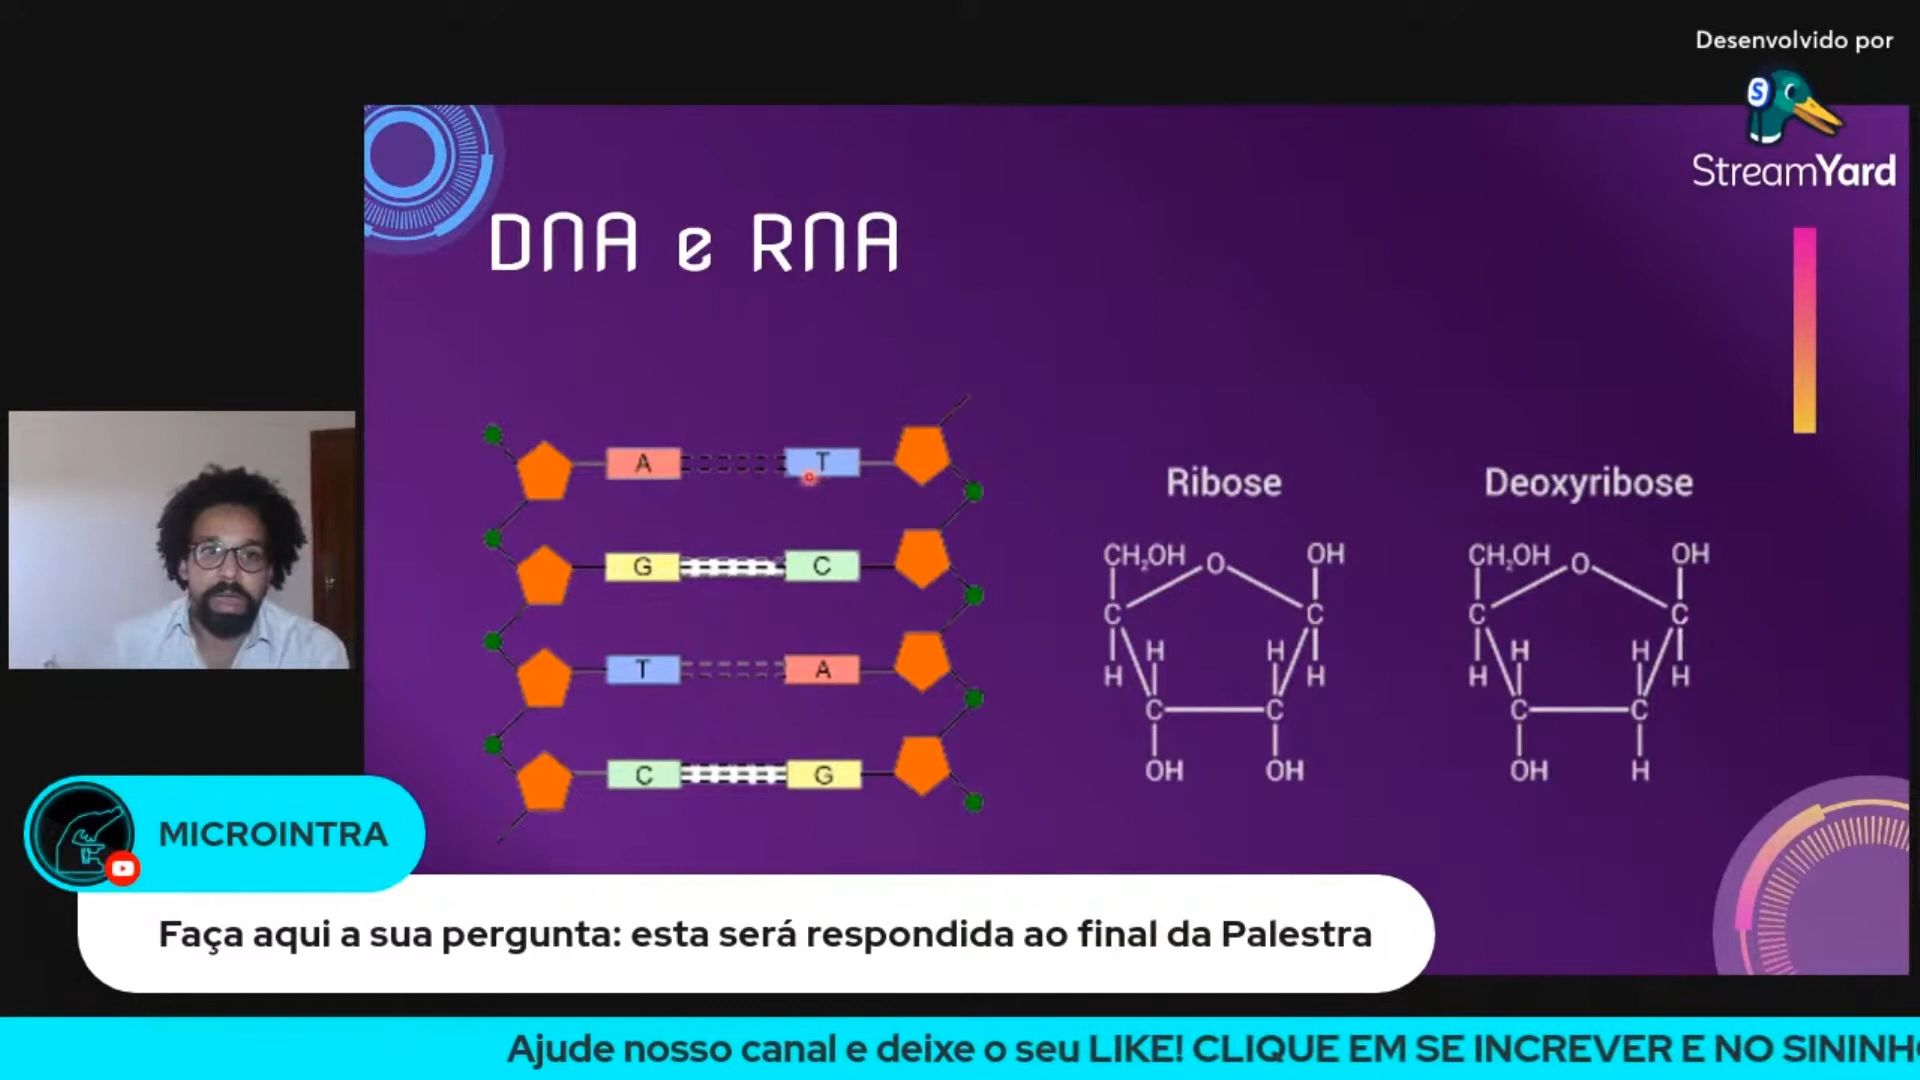 Desenvolvido por
S
StreamYard
DNA e RNA
A T
G C
T A
C G
Ribose
CH₂OH O OH
C C
H H H H
C C
OH OH
Deoxyribose
CH₂OH O OH
C C
H H H H
C C
OH H
MICROINTRA
Faça aqui a sua pergunta: esta será respondida ao final da Palestra
Ajude nosso canal e deixe o seu LIKE! CLIQUE EM SE INCREVER E NO SININH